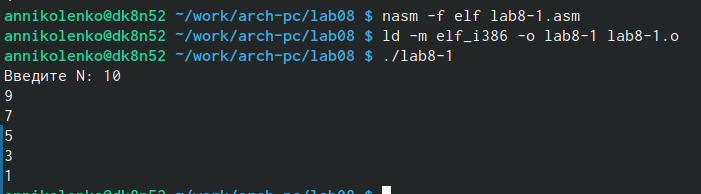 annikolenko@dk8n52 ~/work/arch-pc/lab08 $ nasm -f elf lab8-1.asm
annikolenko@dk8n52 ~/work/arch-pc/lab08 $ ld -m elf_i386 -o lab8-1 lab8-1.o
annikolenko@dk8n52 ~/work/arch-pc/lab08 $ ./lab8-1
Введите N: 10
9
7
5
3
1
annikolenko@dk8n52 ~/work/arch-pc/lab08 $